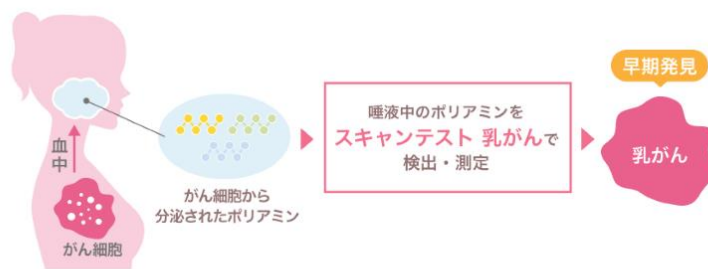 血中
がん細胞
がん細胞から
分泌されたポリアミン
唾液中のポリアミンを
スキャンテスト 乳がんで
検出・測定
早期発見
乳がん